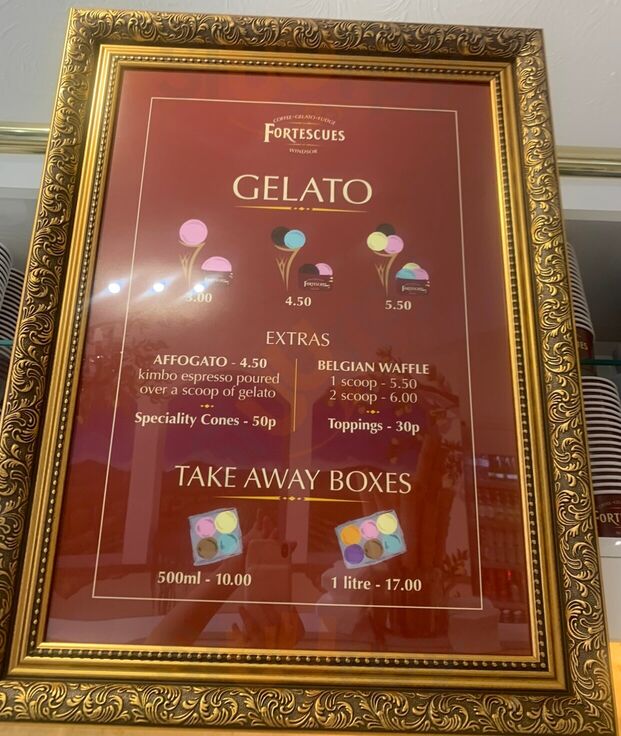 COFFEE·GELATO·FUDGE
FORTESCUES
WINDSOR
GELATO
3.00 4.50 5.50
EXTRAS
AFFOGATO - 4.50
kimbo espresso poured
over a scoop of gelato
Speciality Cones - 50p
BELGIAN WAFFLE
1 scoop - 5.50
2 scoop - 6.00
Toppings - 30p
TAKE AWAY BOXES
500ml - 10.00 1 litre - 17.00